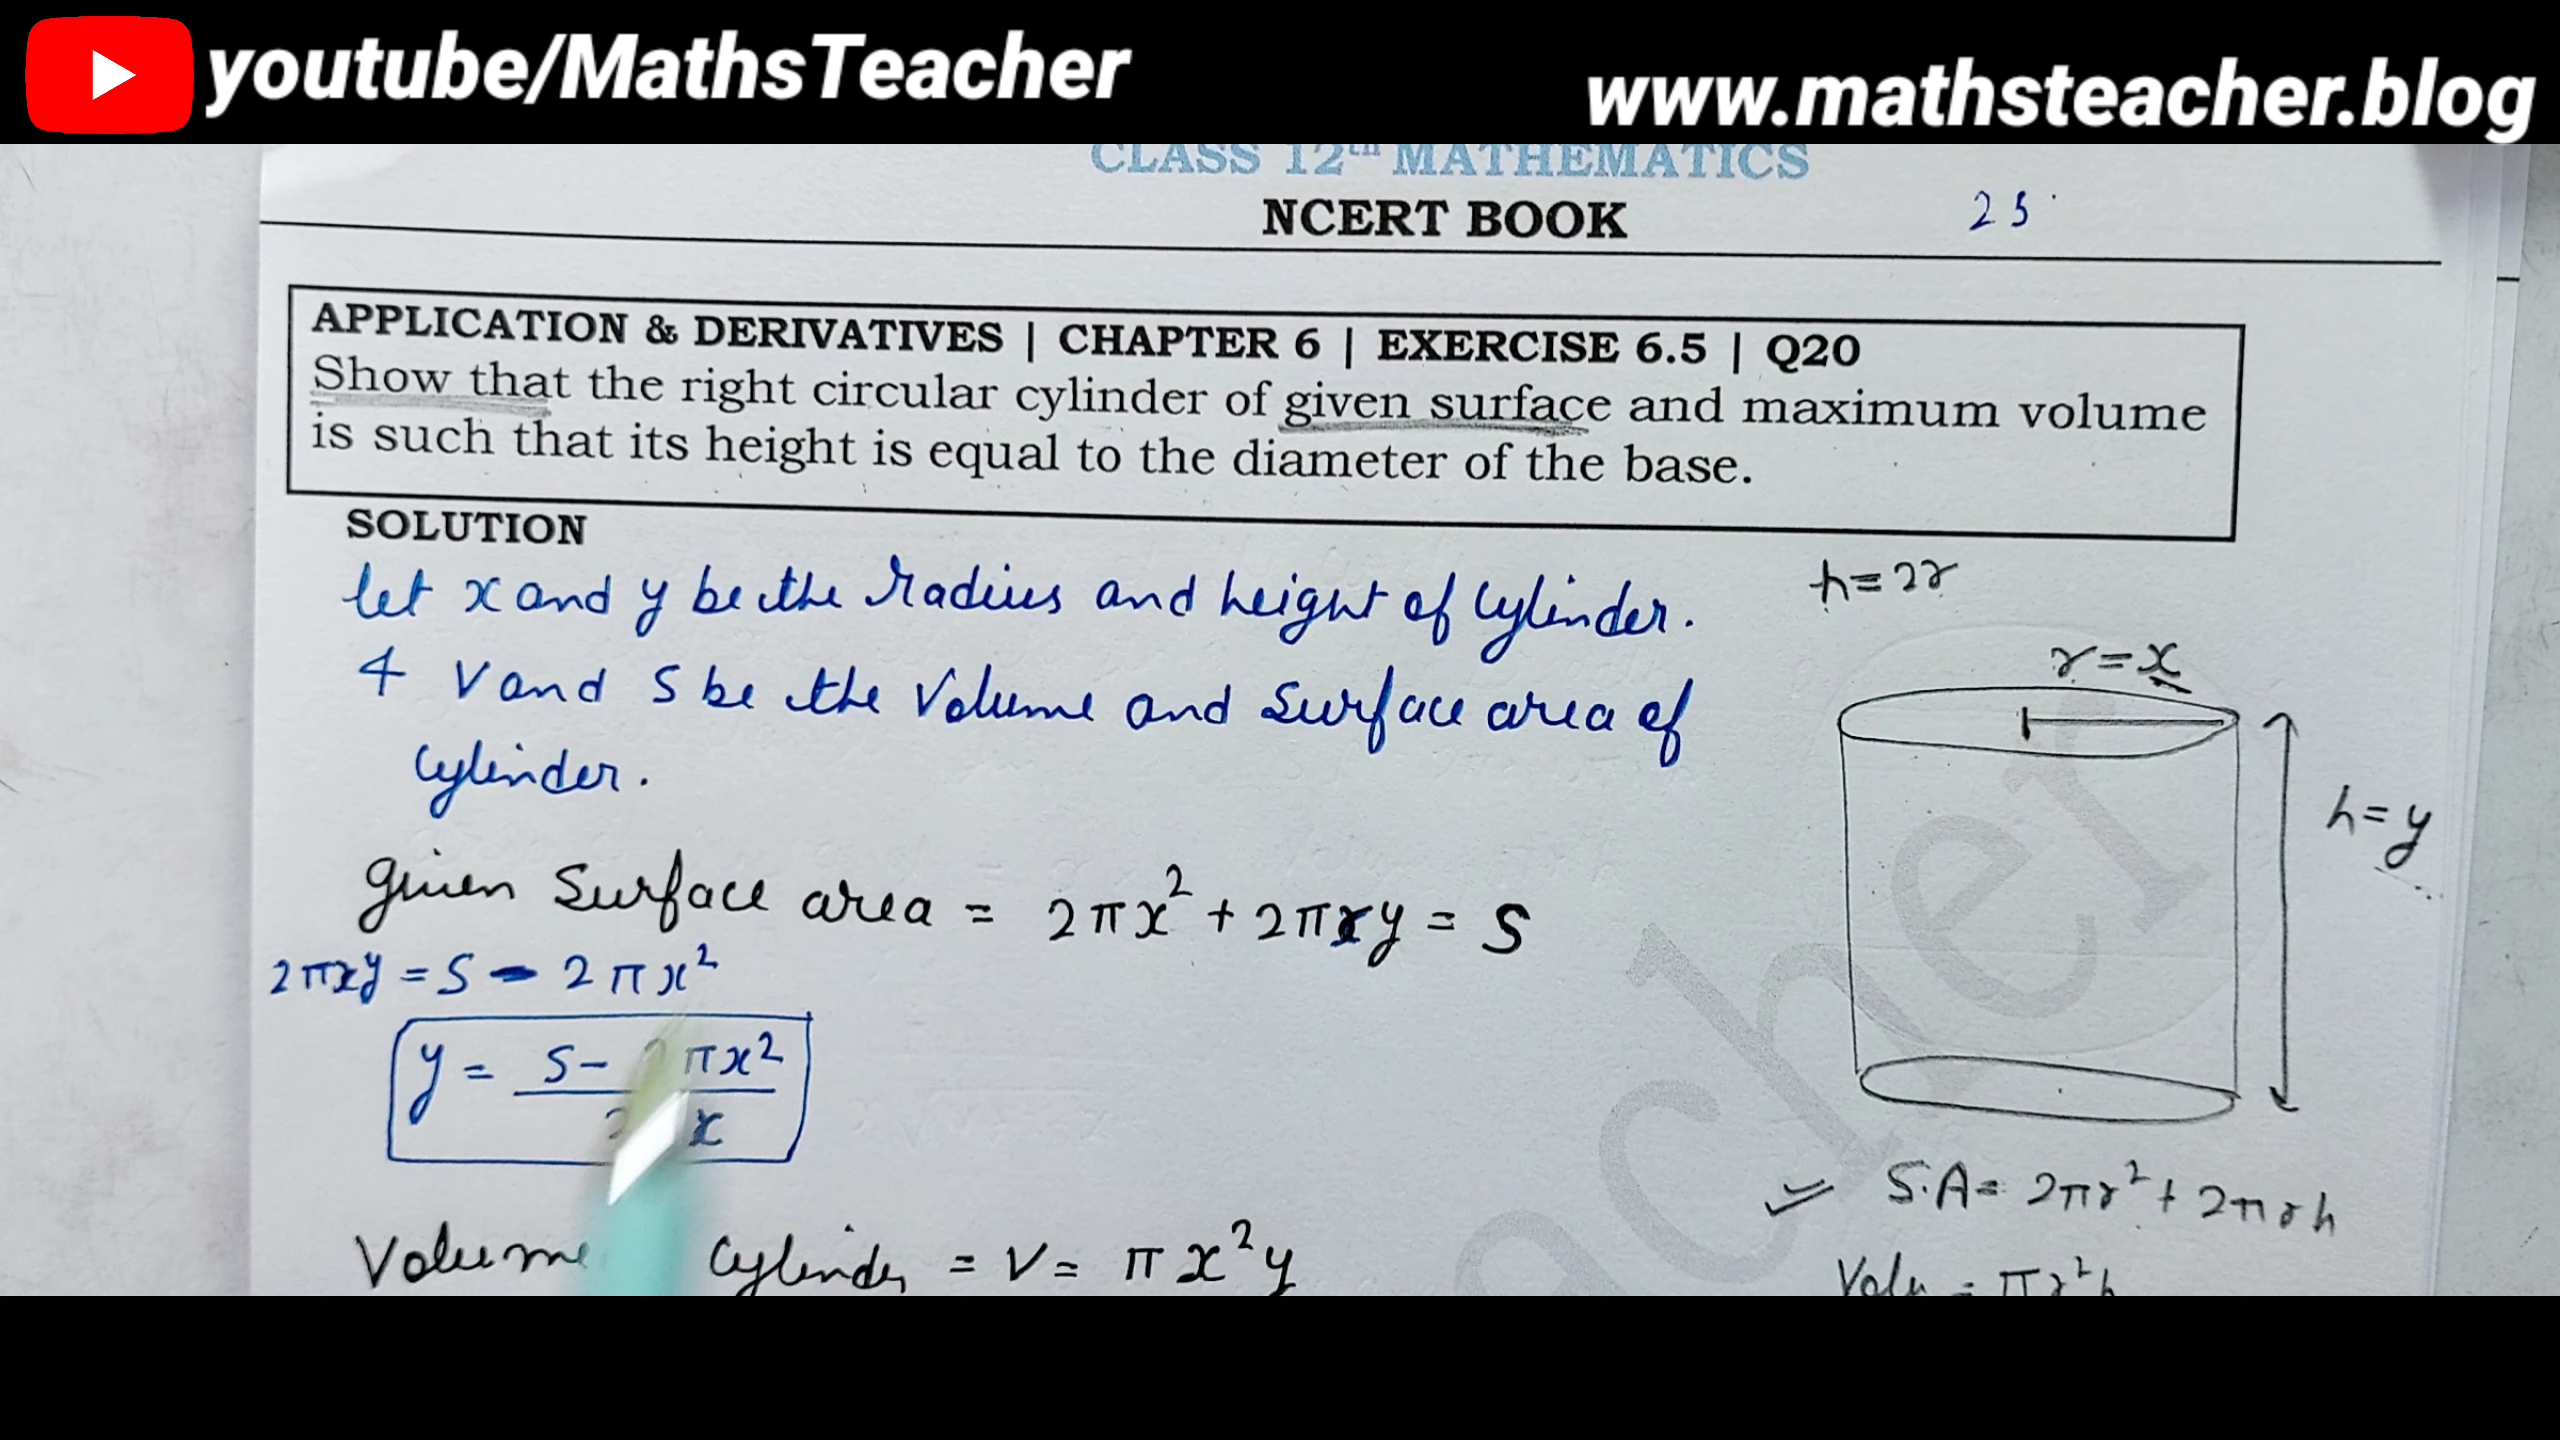 youtube/MathsTeacher
www.mathsteacher.blog
CLASS 12th MATHEMATICS
NCERT BOOK
APPLICATION & DERIVATIVES | CHAPTER 6 | EXERCISE 6.5 | Q20
Show that the right circular cylinder of given surface and maximum volume
is such that its height is equal to the diameter of the base.
SOLUTION
let x and y be the radius and height of cylinder.
h=2r
& V and S be the Volume and Surface area of
cylinder.
r=x
h=y
given Surface area = 2πx² + 2πxy = S
2πxy = S - 2πx²
y = S- πx² / x
S.A= 2πr² + 2πrh
Volume cylinder = V = πx²y
Volu = πr²h
acher